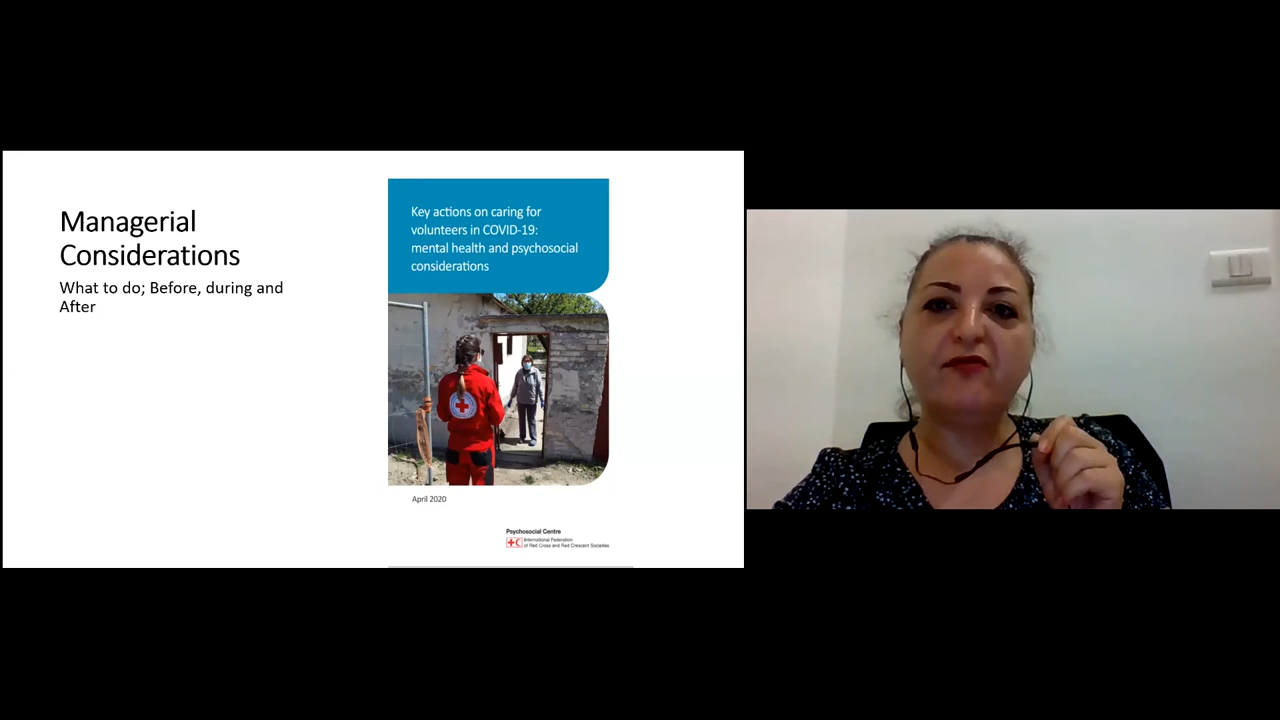 Managerial
Considerations
What to do; Before, during and
After
Key actions on caring for
volunteers in COVID-19:
mental health and psychosocial
considerations
April 2020
Psychosocial Centre
International Federation
of Red Cross and Red Crescent Societies